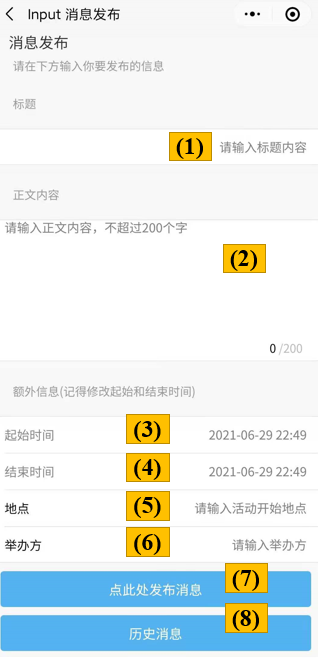 Input 消息发布
消息发布
请在下方输入你要发布的信息
标题
(1) 请输入标题内容
正文内容
请输入正文内容，不超过200个字
(2)
0 /200
额外信息(记得修改起始和结束时间)
起始时间 (3) 2021-06-29 22:49
结束时间 (4) 2021-06-29 22:49
地点 (5) 请输入活动开始地点
举办方 (6) 请输入举办方
点此处发布消息 (7)
历史消息 (8)